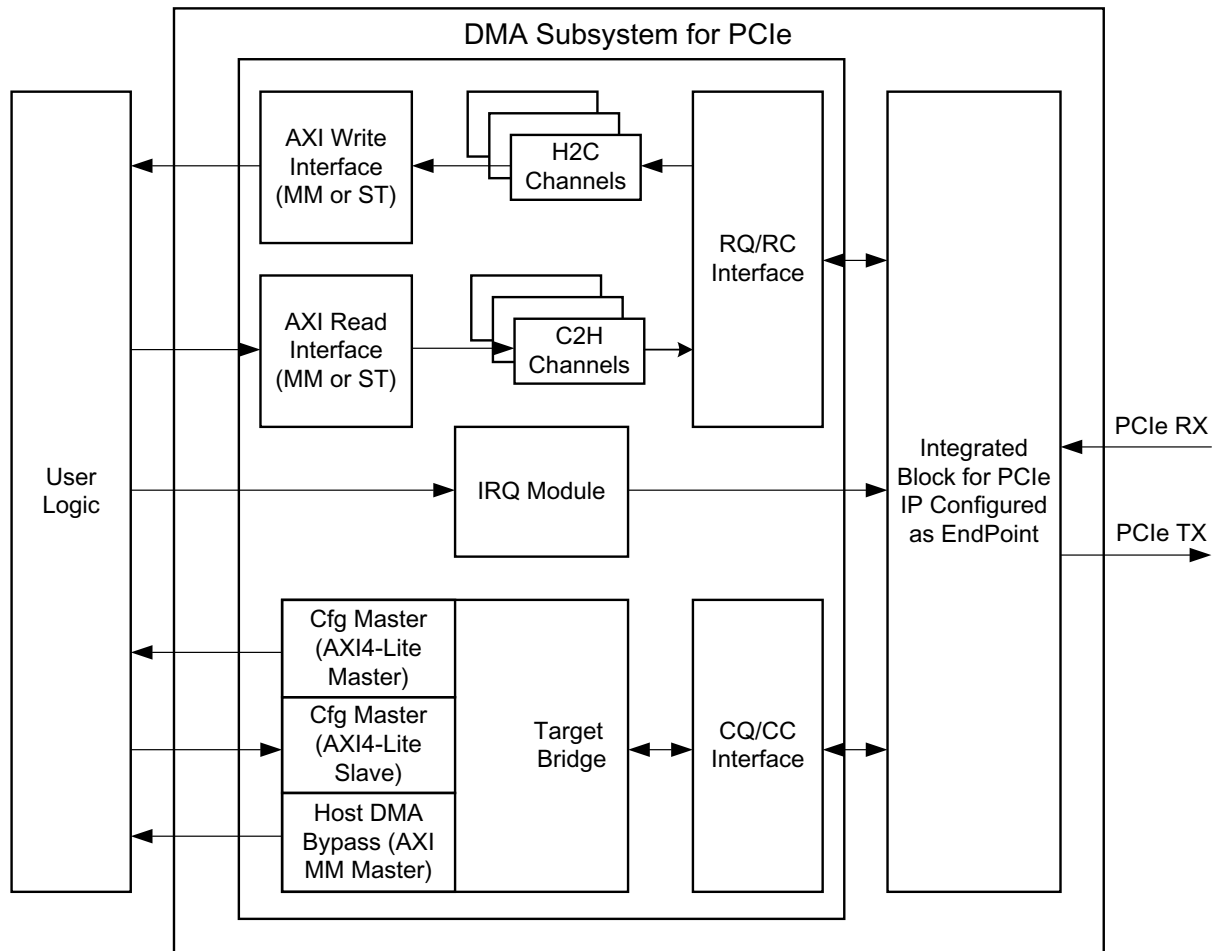 DMA Subsystem for PCIe
AXI Write
Interface
(MM or ST)
H2C
Channels
RQ/RC
Interface
AXI Read
Interface
(MM or ST)
C2H
Channels
User
Logic
IRQ Module
Integrated
Block for PCIe
IP Configured
as EndPoint
PCIe RX
PCIe TX
Cfg Master
(AXI4-Lite
Master)
Cfg Master
(AXI4-Lite
Slave)
Host DMA
Bypass (AXI
MM Master)
Target
Bridge
CQ/CC
Interface